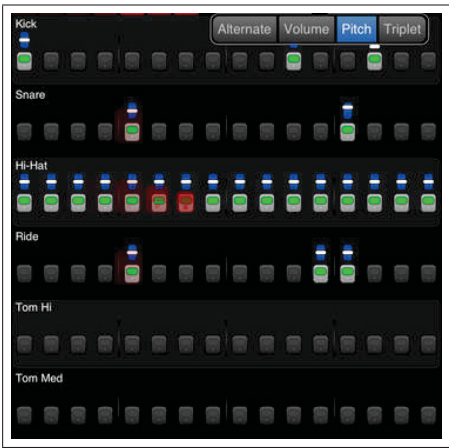 Kick
Alternate Volume Pitch Triplet
Snare
Hi-Hat
Ride
Tom Hi
Tom Med